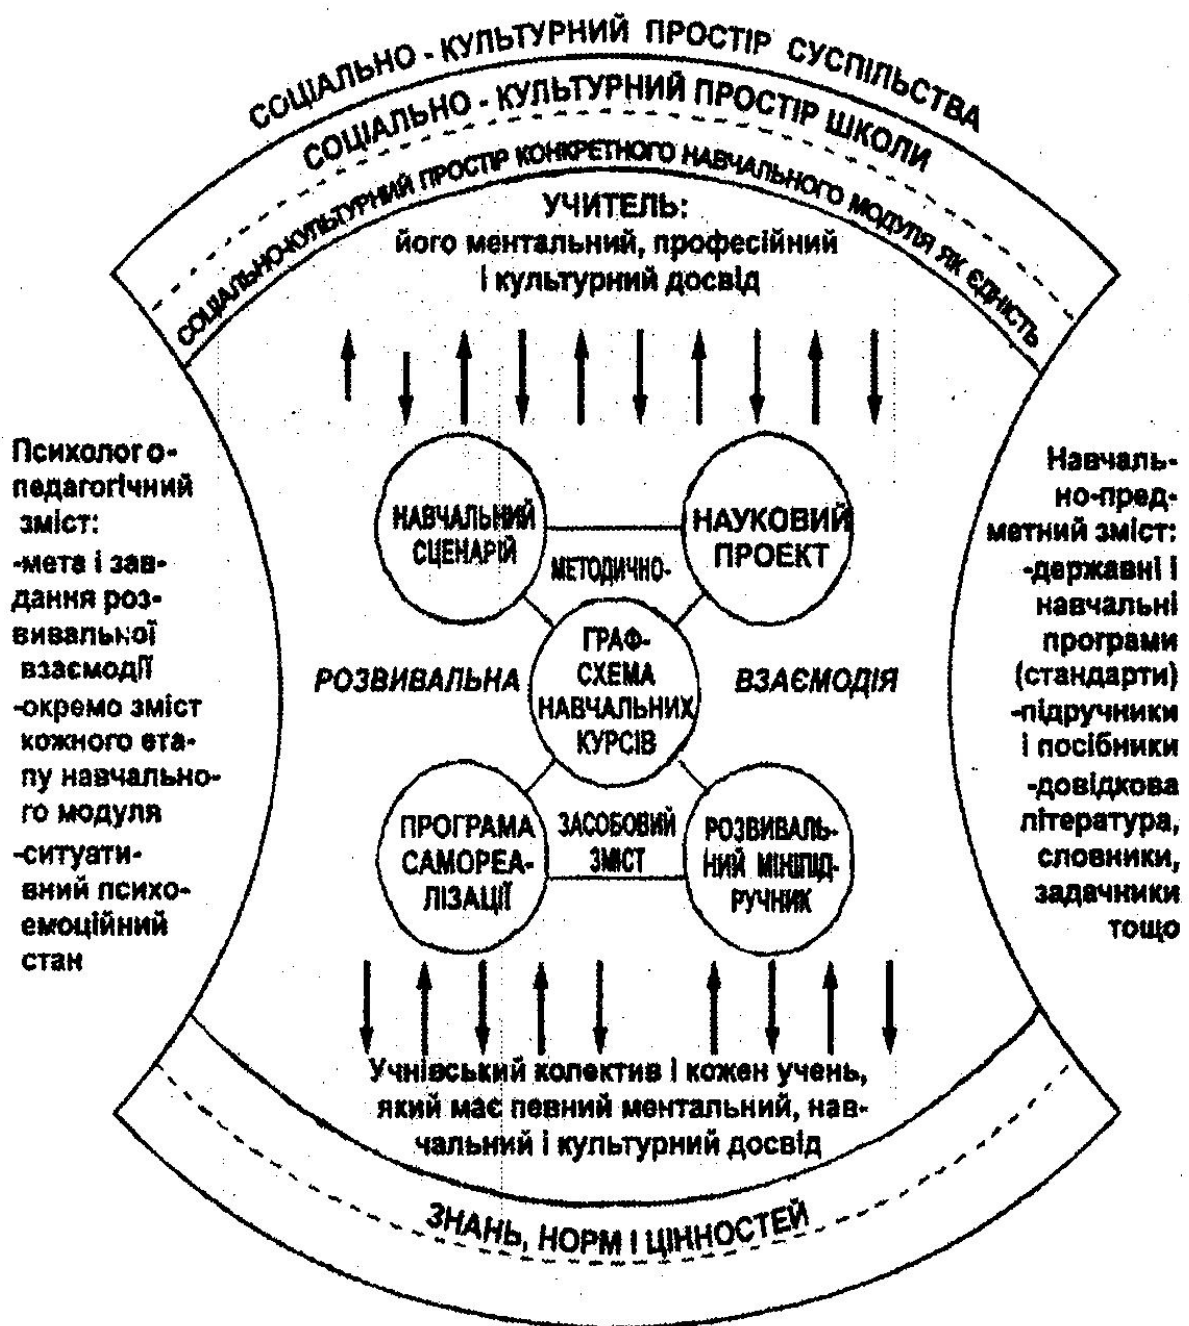 СОЦІАЛЬНО - КУЛЬТУРНИЙ ПРОСТІР СУСПІЛЬСТВА
СОЦІАЛЬНО - КУЛЬТУРНИЙ ПРОСТІР ШКОЛИ
СОЦІАЛЬНО-КУЛЬТУРНИЙ ПРОСТІР КОНКРЕТНОГО НАВЧАЛЬНОГО МОДУЛЯ ЯК ЄДНІСТЬ
УЧИТЕЛЬ:
його ментальний, професійний
і культурний досвід
Психолого-
педагогічний
зміст:
-мета і зав-
дання роз-
вивальної
взаємодії
-окремо зміст
кожного ета-
пу навчально-
го модуля
-ситуати-
вний психо-
емоційний
стан
НАВЧАЛЬНИЙ
СЦЕНАРІЙ
НАУКОВИЙ
ПРОЕКТ
МЕТОДИЧНО-
РОЗВИВАЛЬНА
ГРАФ-
СХЕМА
НАВЧАЛЬНИХ
КУРСІВ
ВЗАЄМОДІЯ
ПРОГРАМА
САМОРЕА-
ЛІЗАЦІЇ
ЗАСОБОВИЙ
ЗМІСТ
РОЗВИВАЛЬ-
НИЙ МІНІПІД-
РУЧНИК
Навчаль-
но-пред-
метний зміст:
-державні і
навчальні
програми
(стандарти)
-підручники
і посібники
-довідкова
література,
словники,
задачники
тощо
Учнівський колектив і кожен учень,
який має певний ментальний, нав-
чальний і культурний досвід
ЗНАНЬ, НОРМ І ЦІННОСТЕЙ